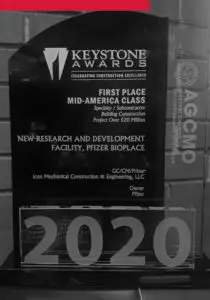 KEYSTONE
AWARDS
CELEBRATING CONSTRUCTION EXCELLENCE
FIRST PLACE
MID-AMERICA CLASS
Specialty / Subcontractor
Building Construction
Project Over $20 Million
NEW RESEARCH AND DEVELOPMENT
FACILITY, PFIZER BIOPLACE
GC/CM/Prime
Icon Mechanical Construction & Engineering, LLC
Owner
Pfizer
AGCMO
2020